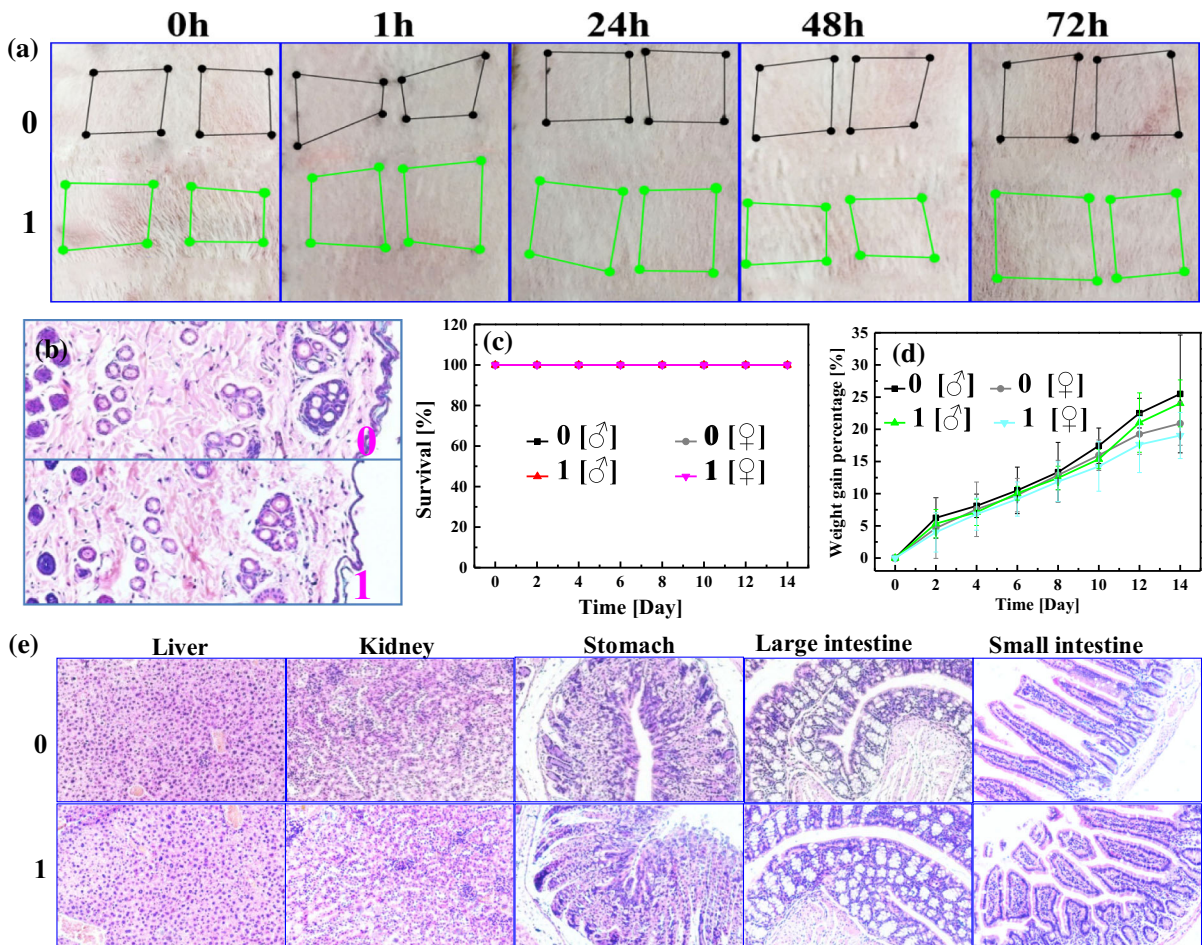 0h 1h 24h 48h 72h
(a)
0
1
(b)
0
1
(c)
120
100
80
60
40
20
0
Survival [%]
0 [♂] 0 [♀]
1 [♂] 1 [♀]
0 2 4 6 8 10 12 14
Time [Day]
(d)
35
30
25
20
15
10
5
0
Weight gain percentage [%]
0 [♂] 0 [♀]
1 [♂] 1 [♀]
0 2 4 6 8 10 12 14
Time [Day]
(e)
Liver Kidney Stomach Large intestine Small intestine
0
1